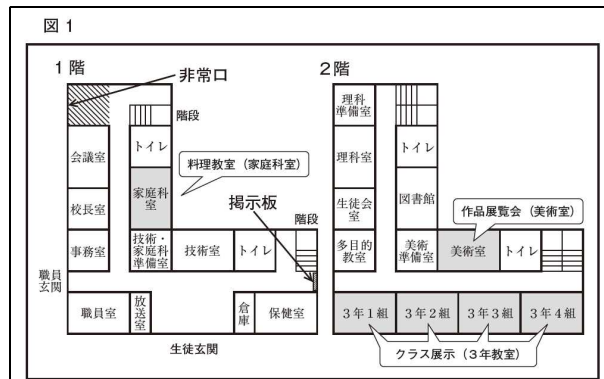 図1
1階
非常口
階段
会議室
トイレ
料理教室（家庭科室）
家庭科
室
校長室
掲示板
階段
事務室
技術・
家庭科
準備室
技術室
トイレ
職員
玄関
職員室
放送室
倉庫
保健室
生徒玄関
2階
理科
準備室
理科室
トイレ
生徒会
室
図書館
作品展覧会（美術室）
多目的
教室
美術
準備室
美術室
トイレ
3年1組
3年2組
3年3組
3年4組
クラス展示（3年教室）